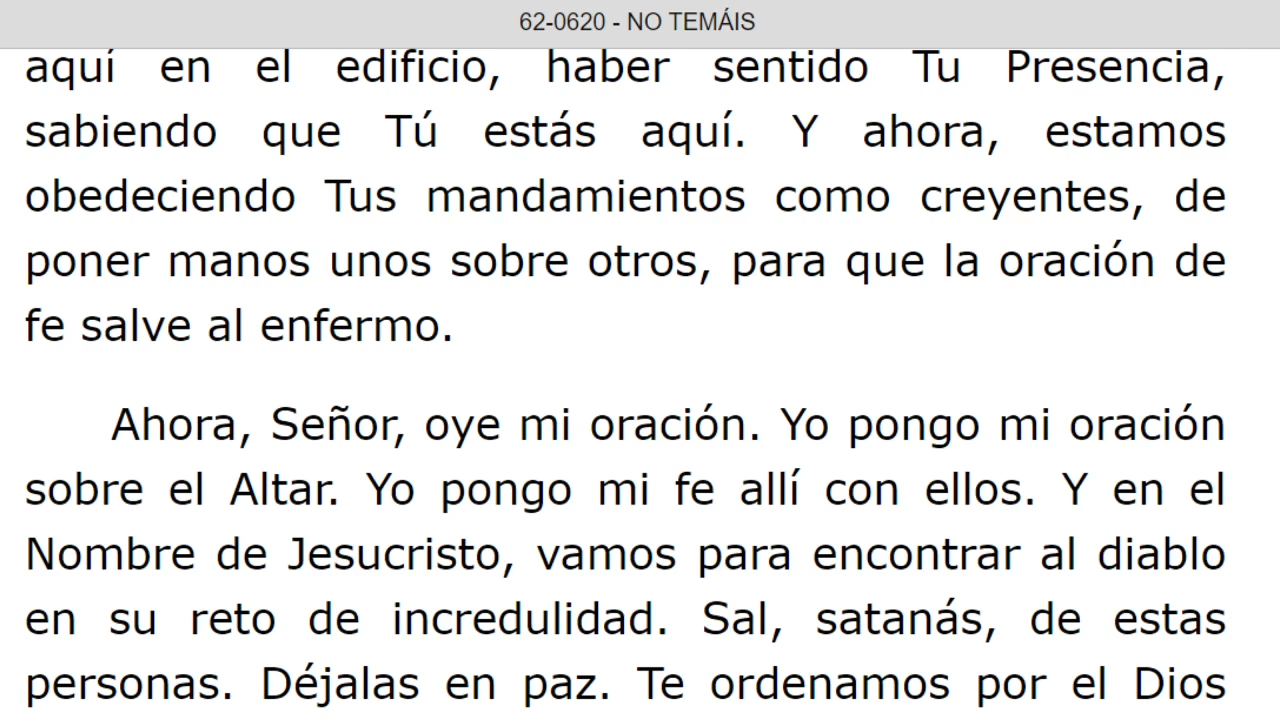 62-0620 - NO TEMÁIS
aquí en el edificio, haber sentido Tu Presencia,
sabiendo que Tú estás aquí. Y ahora, estamos
obedeciendo Tus mandamientos como creyentes, de
poner manos unos sobre otros, para que la oración de
fe salve al enfermo.
Ahora, Señor, oye mi oración. Yo pongo mi oración
sobre el Altar. Yo pongo mi fe allí con ellos. Y en el
Nombre de Jesucristo, vamos para encontrar al diablo
en su reto de incredulidad. Sal, satanás, de estas
personas. Déjalas en paz. Te ordenamos por el Dios